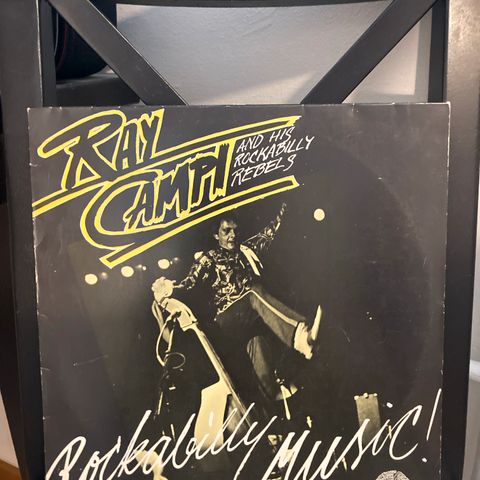 RAY
CAMPI
AND HIS
ROCKABILLY
REBELS
Rockabilly Music!